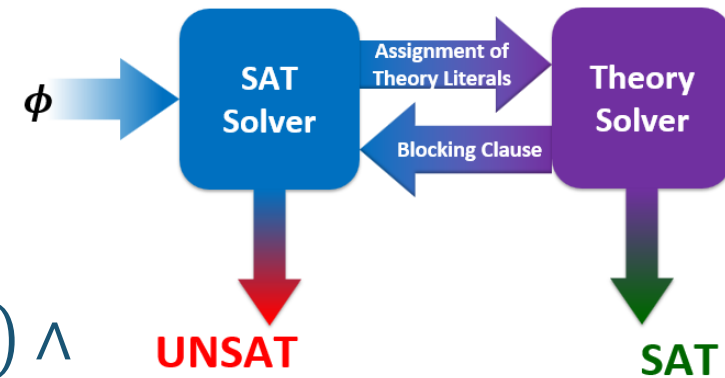 ϕ
SAT
Solver
Assignment of
Theory Literals
Blocking Clause
Theory
Solver
) ∧
UNSAT
SAT